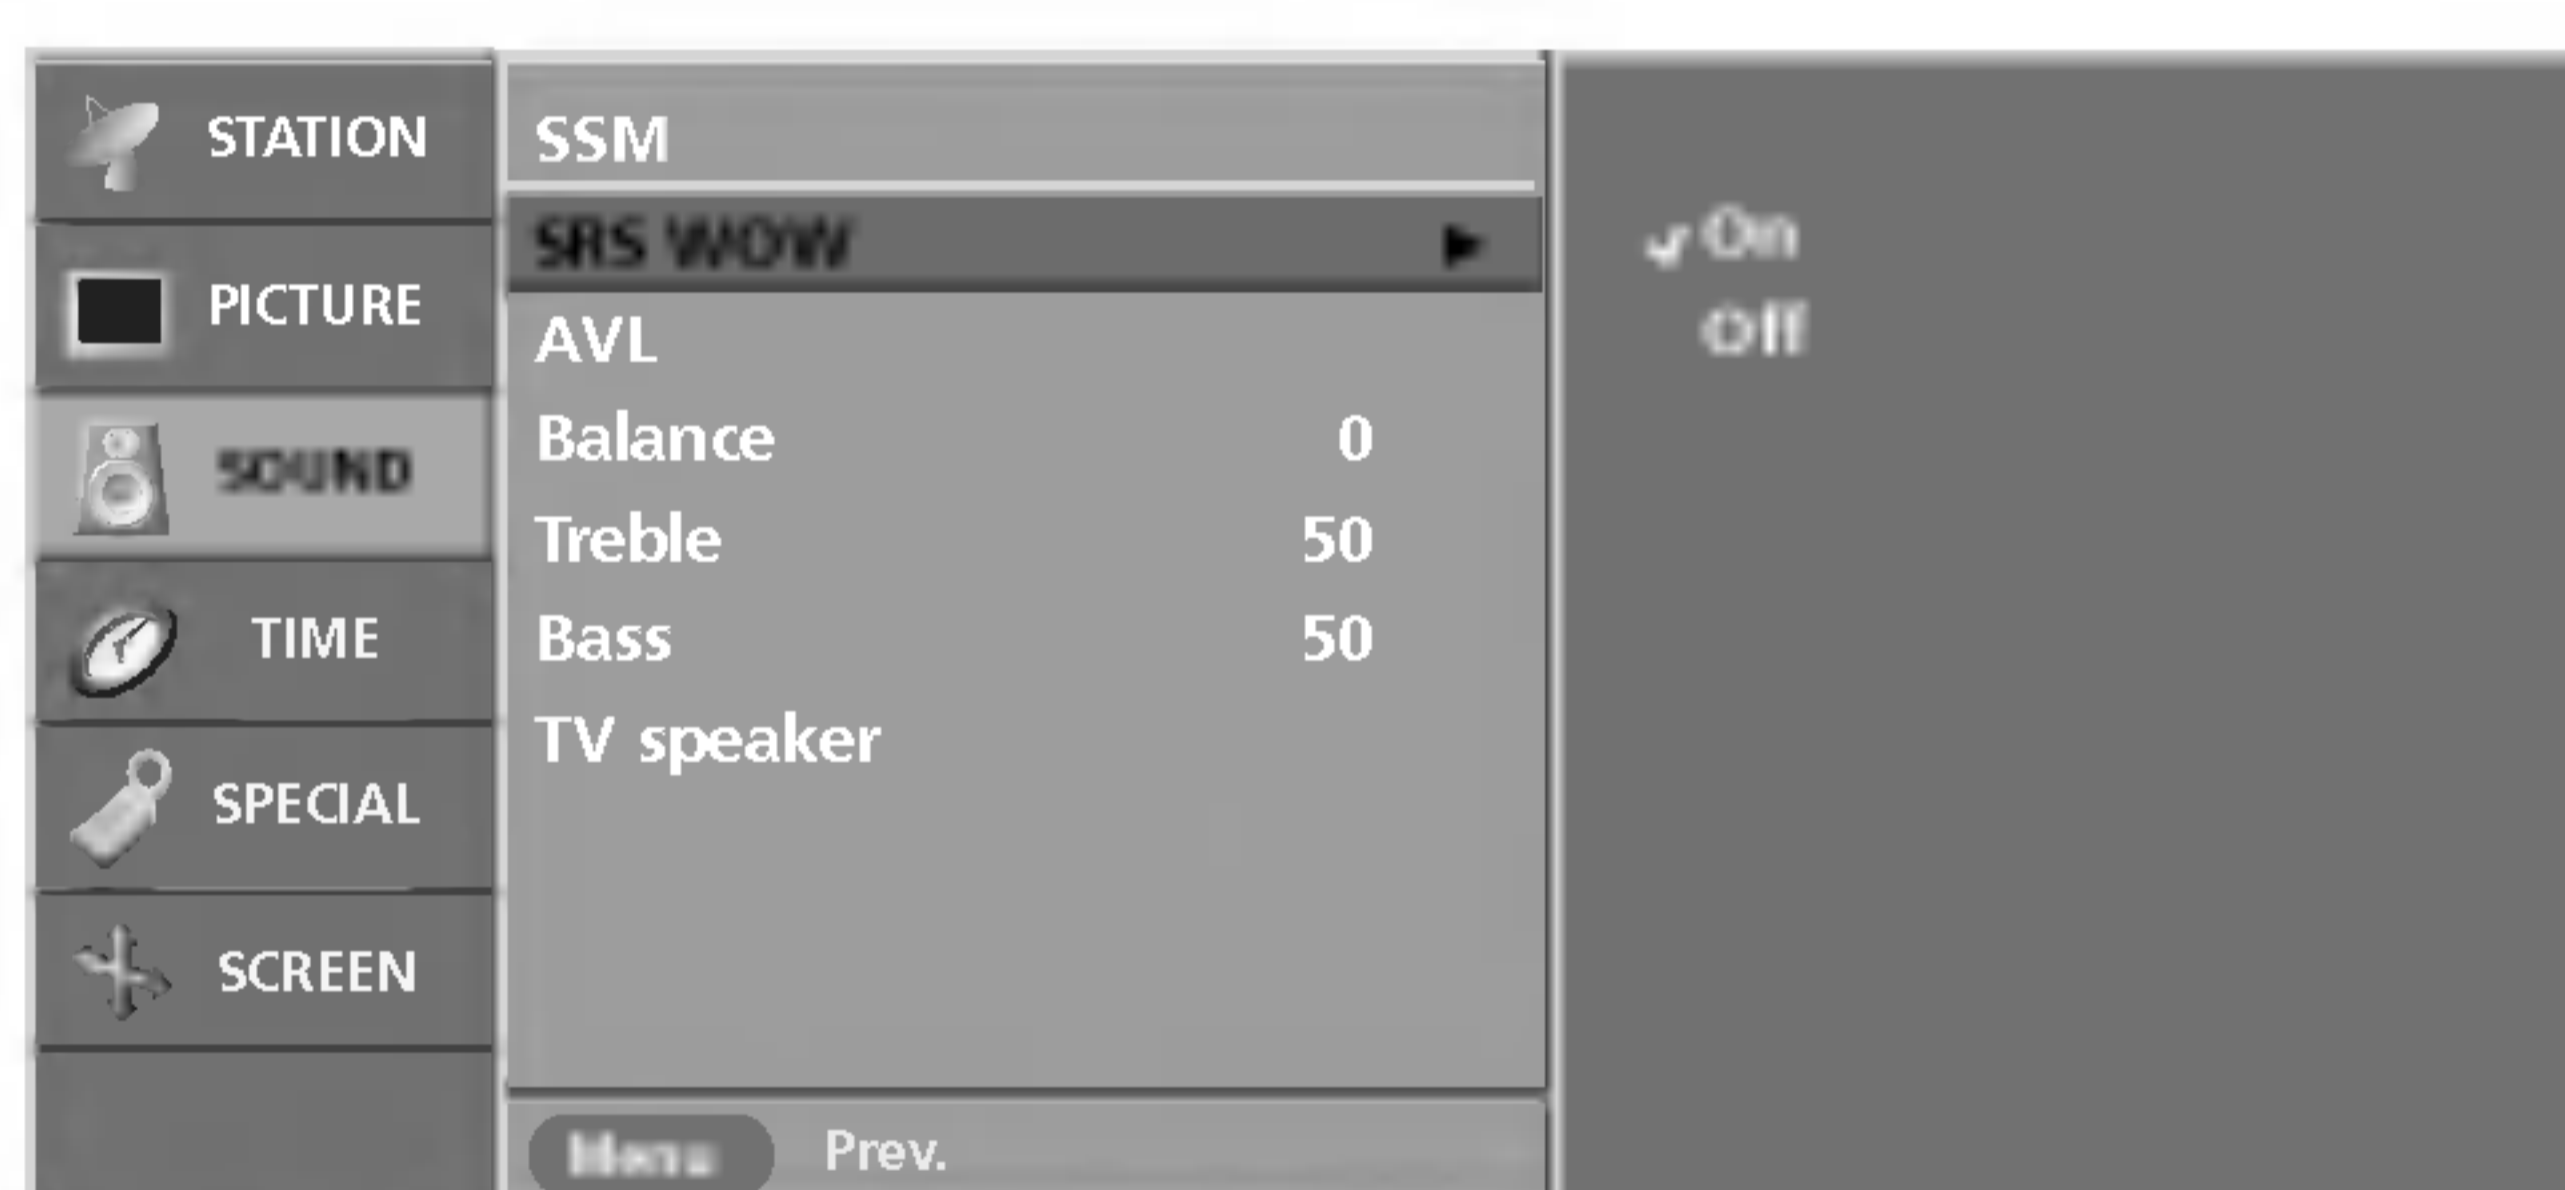 STATION
PICTURE
SOUND
TIME
SPECIAL
SCREEN
SSM
SRS WOW
AVL
Balance 0
Treble 50
Bass 50
TV speaker
Menu Prev.
On
Off